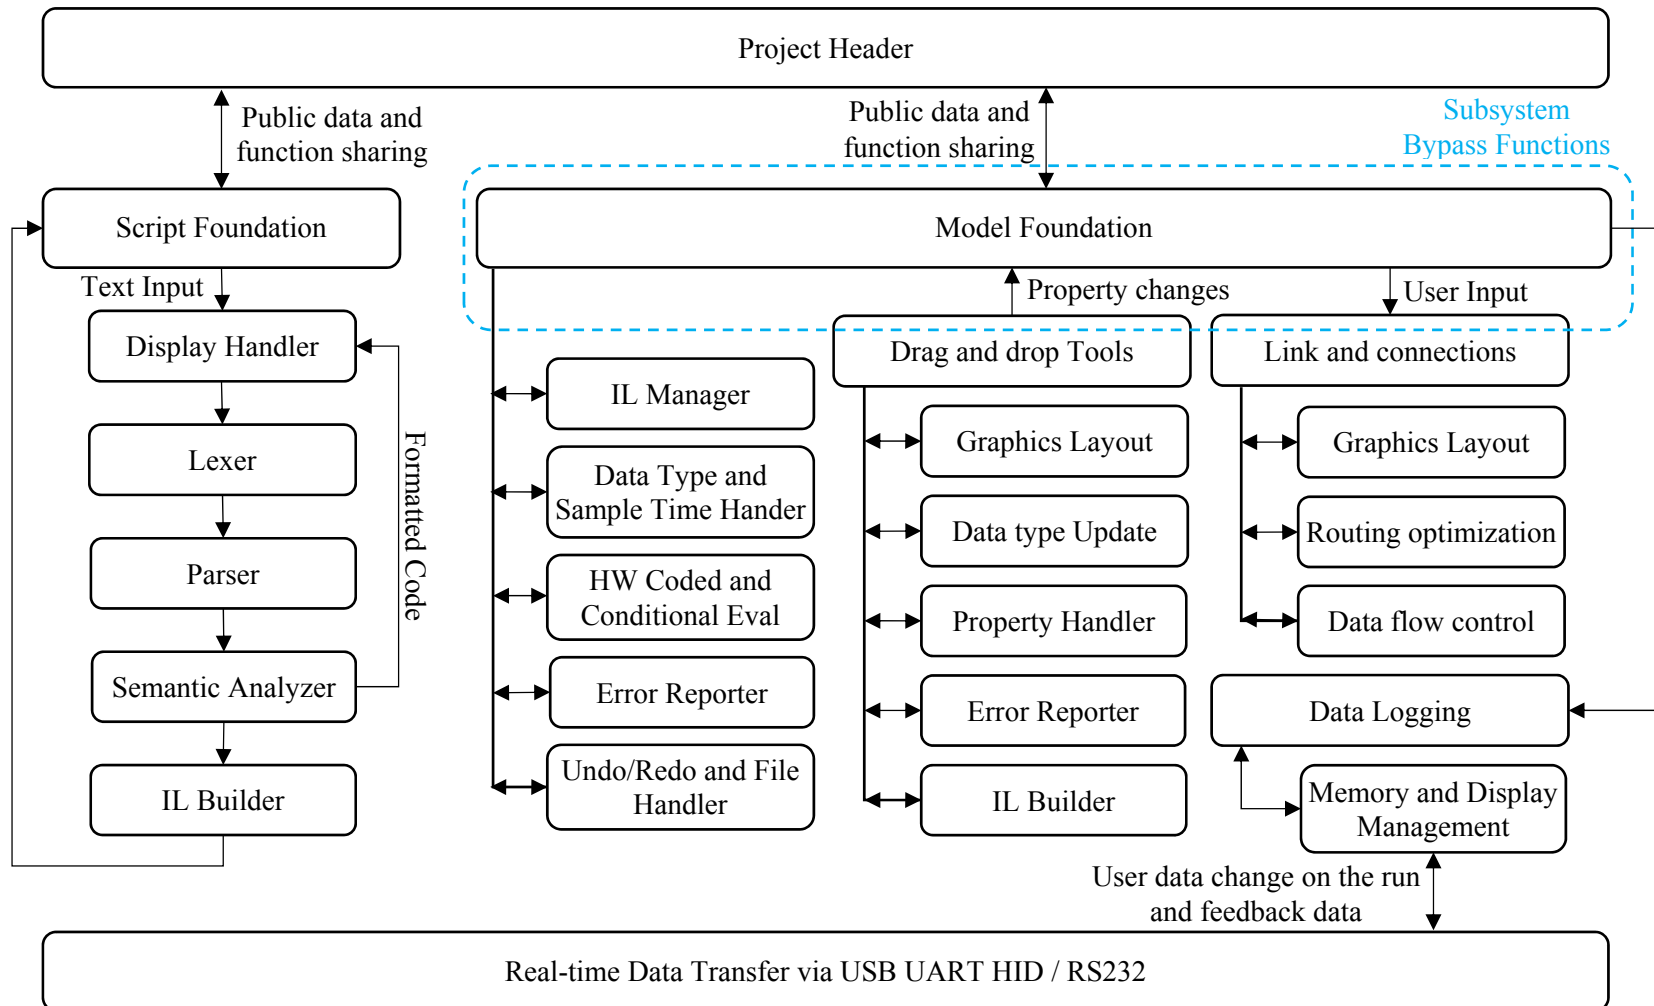 Project Header
Public data and
function sharing
Public data and
function sharing
Subsystem
Bypass Functions
Script Foundation
Model Foundation
Text Input
Property changes
User Input
Display Handler
Drag and drop Tools
Link and connections
IL Manager
Graphics Layout
Graphics Layout
Lexer
Formatted Code
Data Type and
Sample Time Hander
Data type Update
Routing optimization
Parser
HW Coded and
Conditional Eval
Property Handler
Data flow control
Semantic Analyzer
Error Reporter
Error Reporter
Data Logging
IL Builder
Undo/Redo and File
Handler
IL Builder
Memory and Display
Management
User data change on the run
and feedback data
Real-time Data Transfer via USB UART HID / RS232